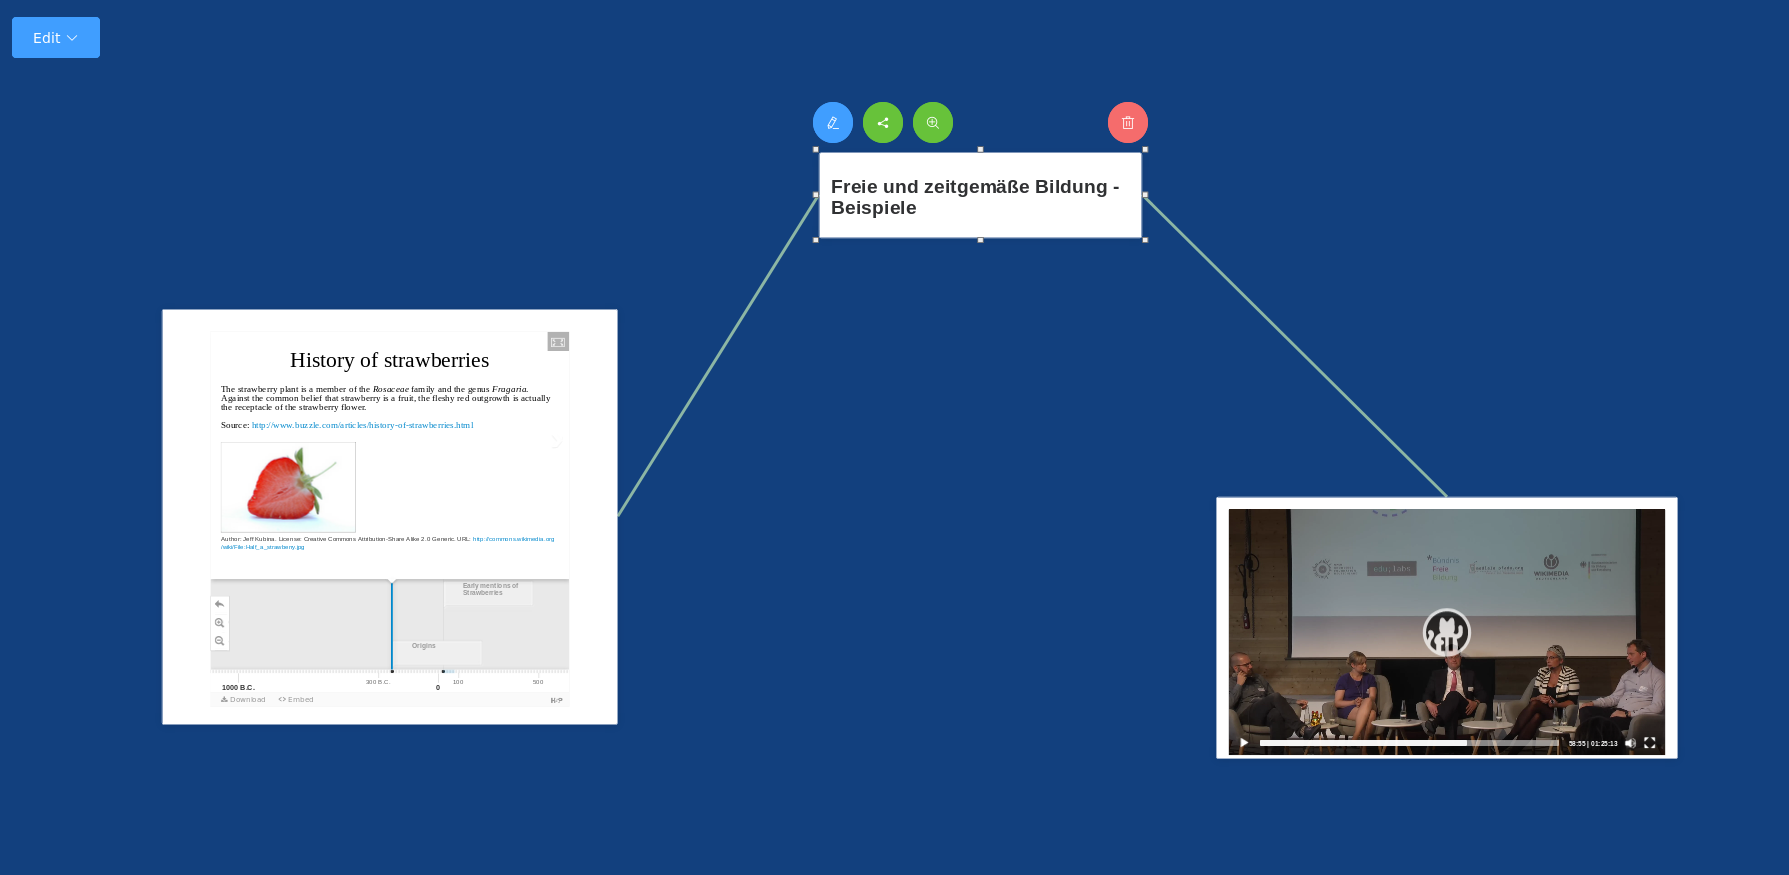 Edit
Freie und zeitgemäße Bildung -
Beispiele
History of strawberries
The strawberry plant is a member of the Rosaceae family and the genus Fragaria.
Against the common belief that strawberry is a fruit, the fleshy red outgrowth is actually
the receptacle of the strawberry flower.
Source: http://www.buzzle.com/articles/history-of-strawberries.html
Author: Jeff Kubina. License: Creative Commons Attribution-Share Alike 2.0 Generic. URL: http://commons.wikimedia.org
/wiki/File:Half_a_strawberry.jpg
Early mentions of
Strawberries
Origins
300 B.C.
100
500
1000 B.C.
0
Download
Embed
H5P
edu.labs
Bündnis
Freie
Bildung
WIKIMEDIA
58:55 | 01:25:13